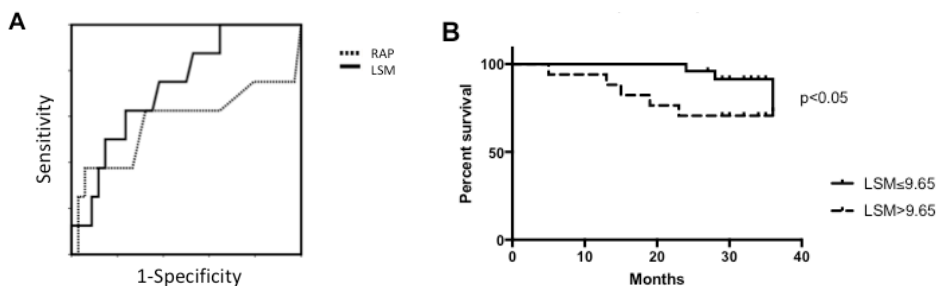 A
Sensitivity
1-Specificity
RAP
LSM
B
Percent survival
100
50
0
0
10
20
30
40
Months
p<0.05
LSM≤9.65
LSM>9.65